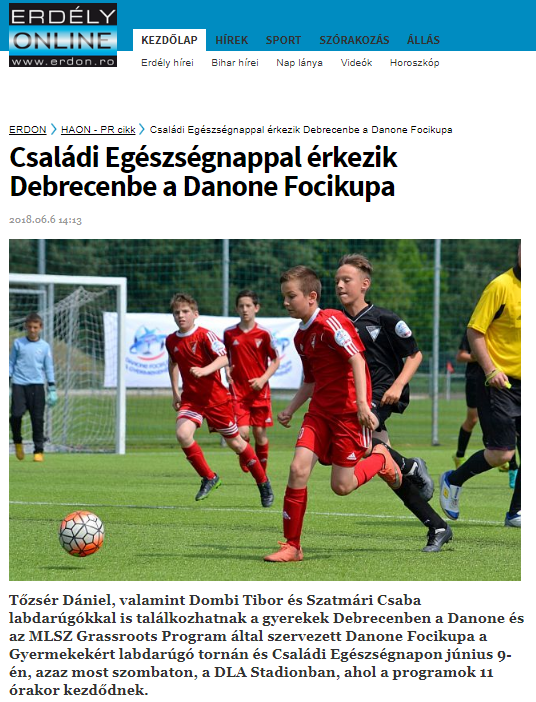 ERDÉLY
ONLINE
www.erdon.ro
KEZDŐLAP HÍREK SPORT SZÓRAKOZÁS ÁLLÁS
Erdély hírei Bihar hírei Nap lánya Videók Horoszkóp
ERDON HAON - PR cikk Családi Egészségnappal érkezik Debrecenbe a Danone Focikupa
Családi Egészségnappal érkezik
Debrecenbe a Danone Focikupa
2018.06.6 14:13
DANONE
Tőzsér Dániel, valamint Dombi Tibor és Szatmári Csaba
labdarúgókkal is találkozhatnak a gyerekek Debrecenben a Danone és
az MLSZ Grassroots Program által szervezett Danone Focikupa a
Gyermekekért labdarúgó tornán és Családi Egészségnapon június 9-
én, azaz most szombaton, a DLA Stadionban, ahol a programok 11
órakor kezdődnek.